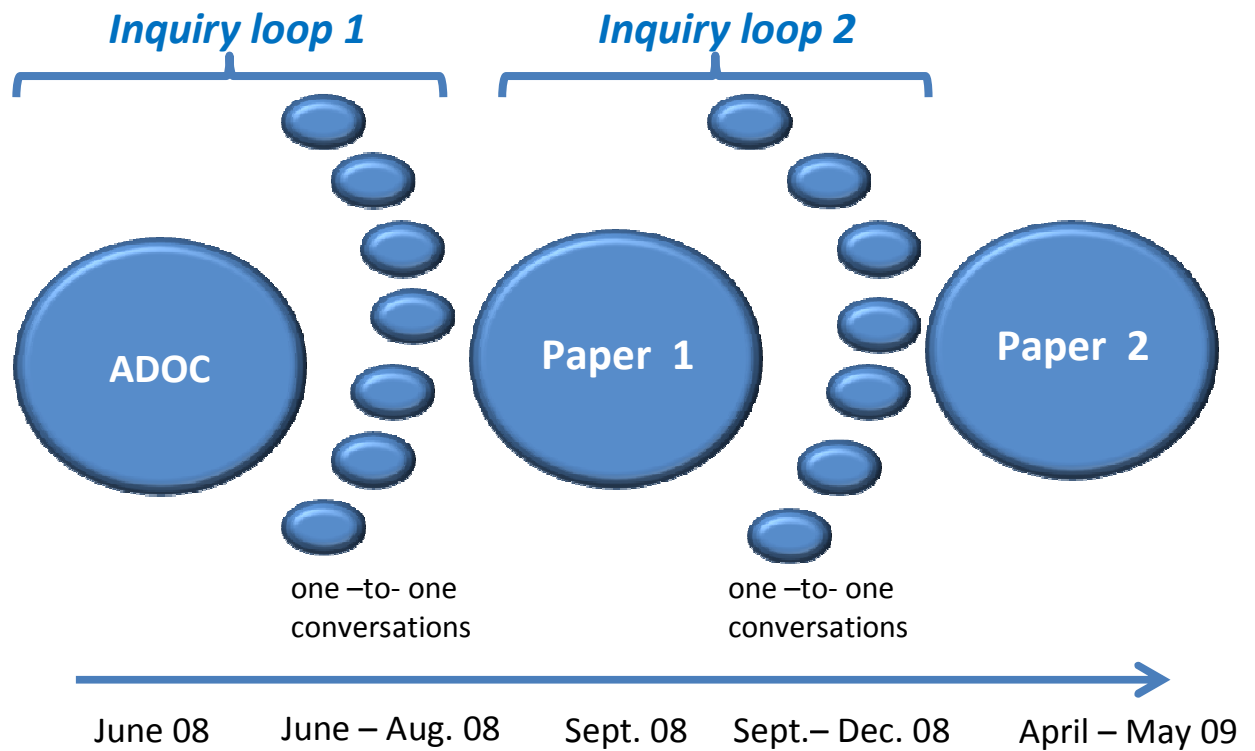 Inquiry loop 1
Inquiry loop 2
ADOC
Paper 1
Paper 2
one –to- one
conversations
one –to- one
conversations
June 08
June – Aug. 08
Sept. 08
Sept.– Dec. 08
April – May 09